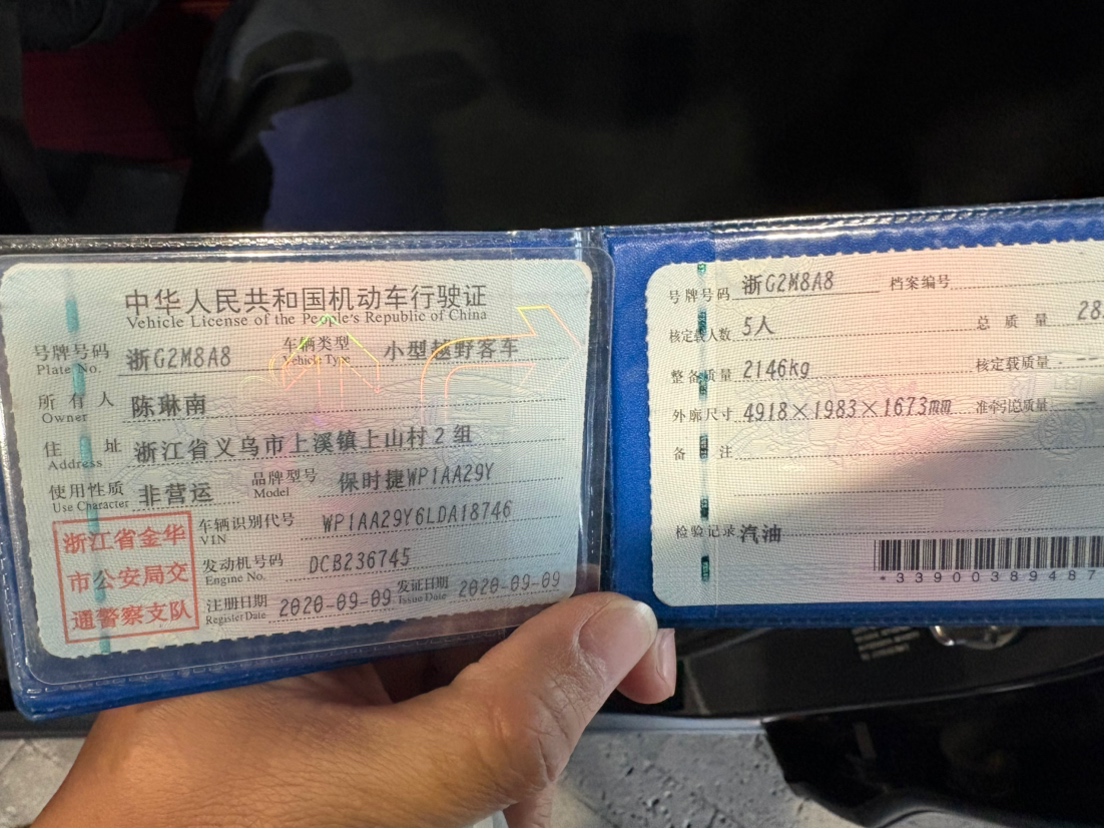 中华人民共和国机动车行驶证
Vehicle License of the People's Republic of China
号牌号码 浙G2M8A8 车辆类型 小型越野客车
Plate No. Vehicle Type
所有人 陈琳南
Owner
住址 浙江省义乌市上溪镇上山村2组
Address
使用性质 非营运 品牌型号 保时捷WP1AA29Y
Use Character Model
车辆识别代号 WP1AA29Y6LDA18746
VIN
发动机号码 DCB236745
Engine No.
注册日期 2020-09-09 发证日期 2020-09-09
Register Date Issue Date
浙江省金华
市公安局交
通警察支队
号牌号码 浙G2M8A8 档案编号
核定载人数 5人 总质量 28
整备质量 2146kg 核定载质量 --
外廓尺寸 4918×1983×1673mm 准牵引总质量 --
备注
检验记录 汽油
*33900389487